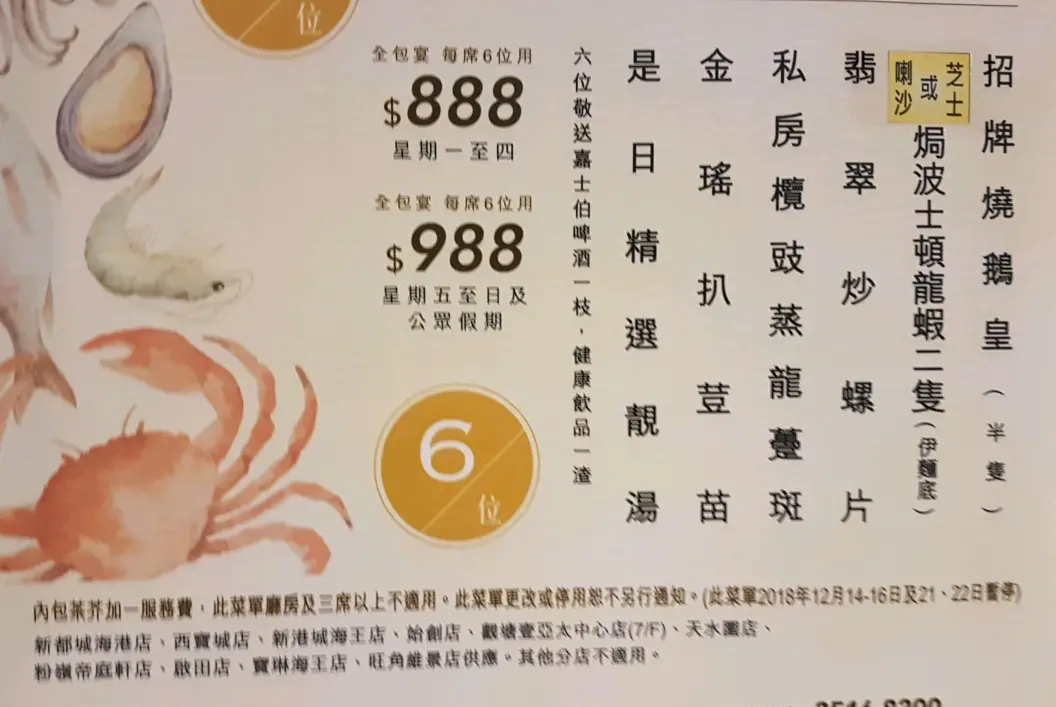 招牌燒鵝皇(半隻)
芝士或喇沙焗波士頓龍蝦二隻(伊麵底)
翡翠炒螺片
私房欖豉蒸龍躉斑
金瑤扒荳苗
是日精選靚湯
六位敬送嘉士伯啤酒一枝，健康飲品一渣
位
全包宴 每席6位用
$888
星期一至四
全包宴 每席6位用
$988
星期五至日及
公眾假期
6
位
內包茶芥加一服務費，此菜單廳房及三席以上不適用。此菜單更改或停用恕不另行通知。(此菜單2018年12月14-16日及21、22日暫停)
新都城海港店、西寶城店、新港城海王店、始創店、觀塘壹亞太中心店(7/F)、天水圍店、
粉嶺帝庭軒店、啟田店、寶琳海王店、旺角維景店供應。其他分店不適用。